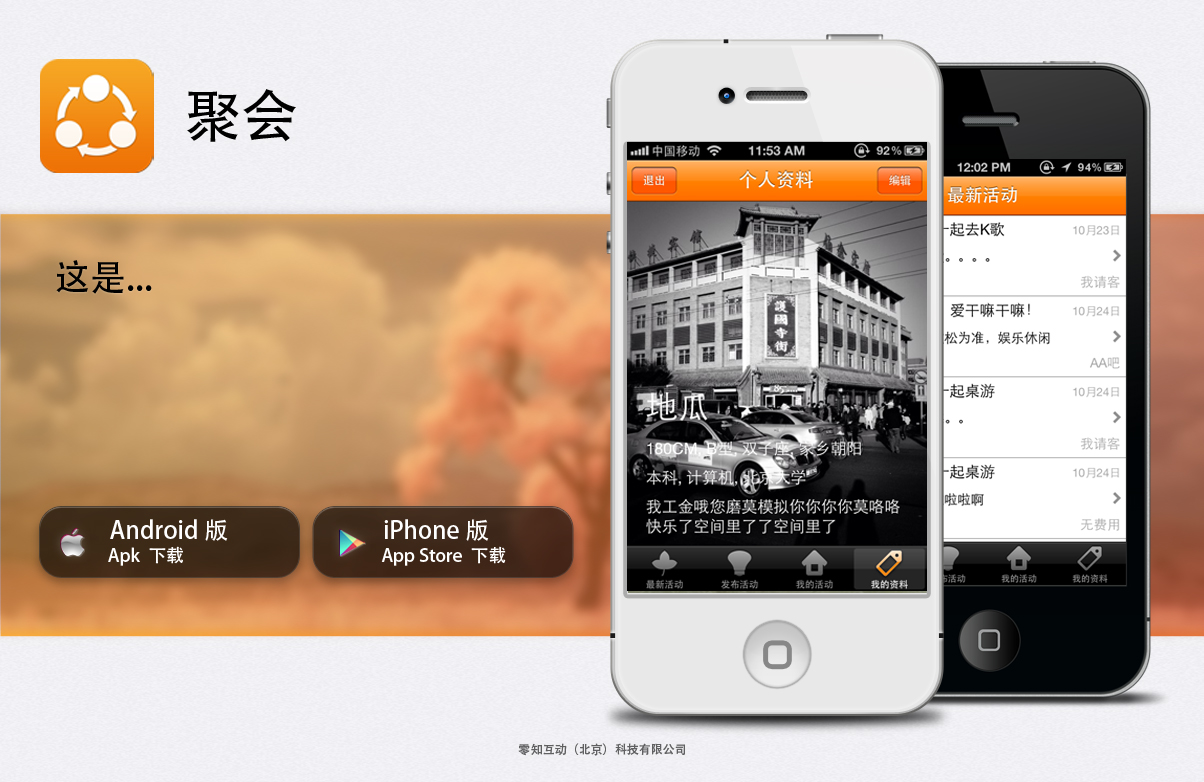 聚会
这是...
Android 版
Apk 下载
iPhone 版
App Store 下载
中国移动 11:53 AM 92%
退出 个人资料 编辑
護國寺街
地瓜
180CM, B型, 双子座, 家乡朝阳
本科, 计算机, 北京大学
我工金哦您磨莫模拟你你你你莫咯咯
快乐了空间里了了空间里了
最新活动 发布活动 我的活动 我的资料
12:02 PM 94%
最新活动
一起去K歌 10月23日
。。。。
我请客
爱干嘛干嘛！ 10月24日
松为准，娱乐休闲
AA吧
一起桌游 10月24日
。。
我请客
一起桌游 10月24日
啦啦啊
无费用
布活动 我的活动 我的资料
零知互动（北京）科技有限公司